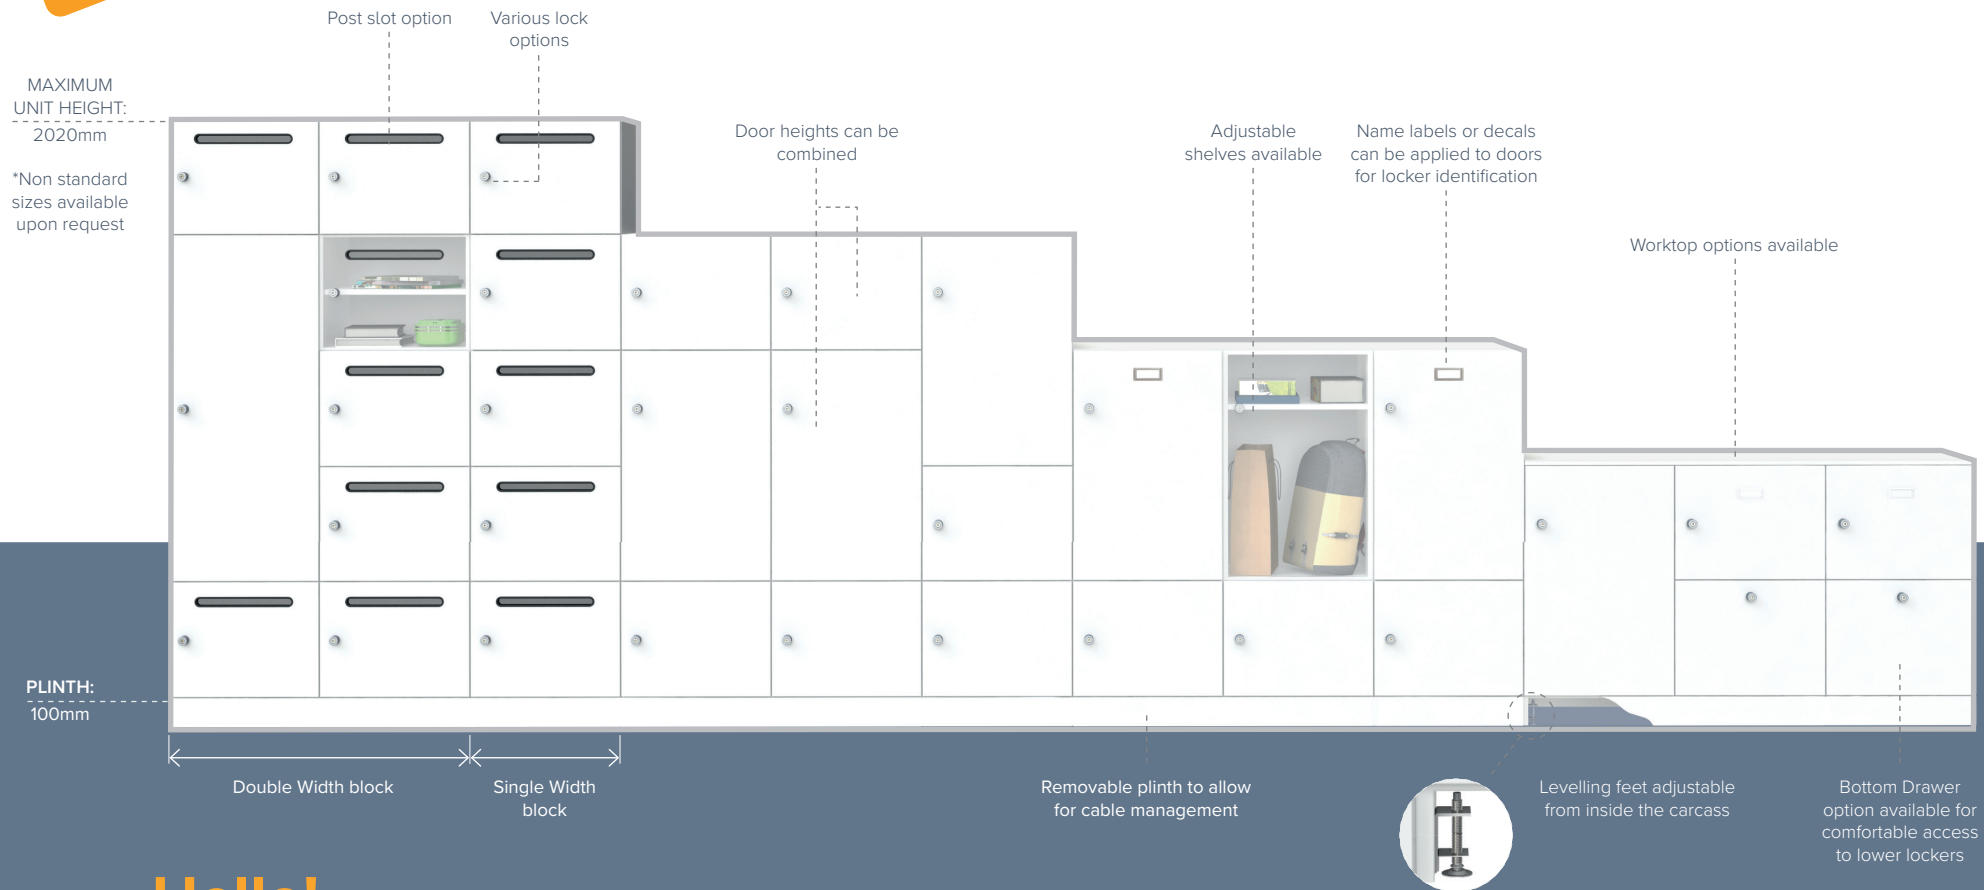 Post slot option
Various lock
options
MAXIMUM
UNIT HEIGHT:
2020mm
*Non standard
sizes available
upon request
Door heights can be
combined
Adjustable
shelves available
Name labels or decals
can be applied to doors
for locker identification
Worktop options available
PLINTH:
100mm
Double Width block
Single Width
block
Removable plinth to allow
for cable management
Levelling feet adjustable
from inside the carcass
Bottom Drawer
option available for
comfortable access
to lower lockers
Hello!